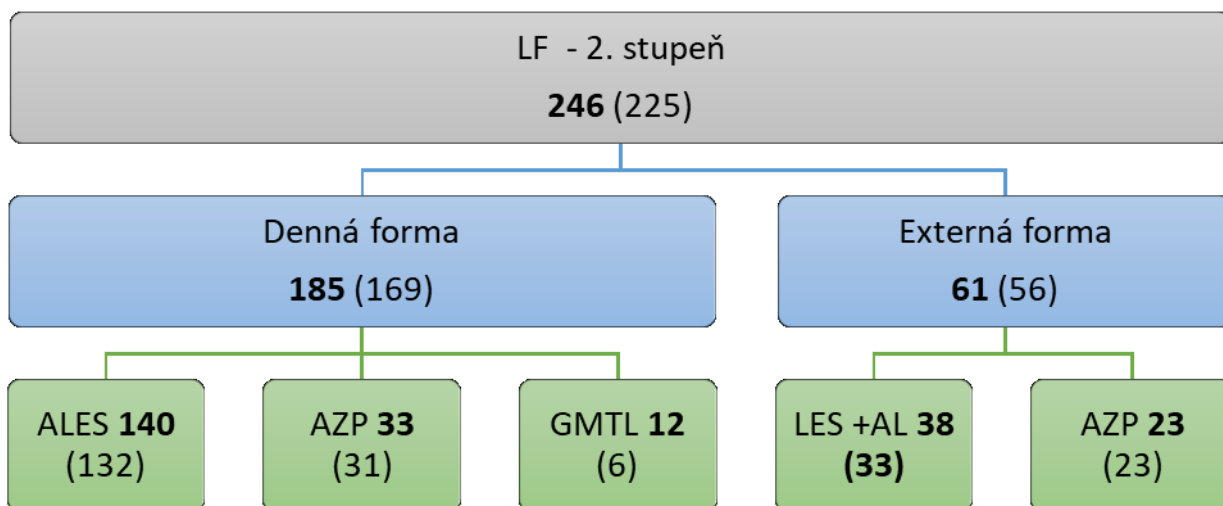 LF - 2. stupeň
246 (225)
Denná forma
185 (169)
Externá forma
61 (56)
ALES 140
(132)
AZP 33
(31)
GMTL 12
(6)
LES +AL 38
(33)
AZP 23
(23)